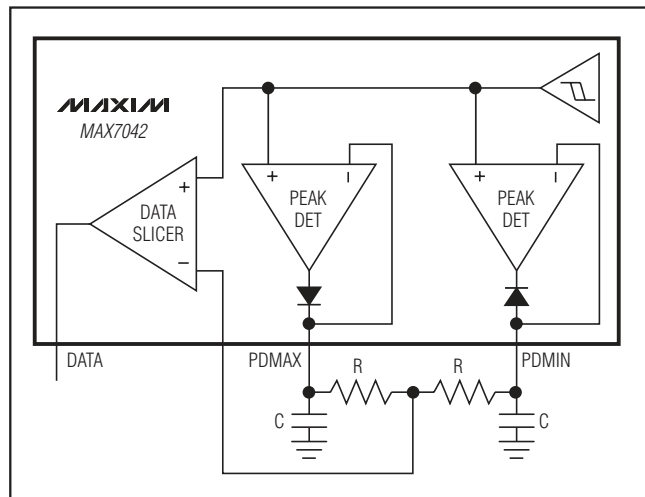 MAXIM
MAX7042
+
−
DATA
SLICER
+
−
PEAK
DET
+
−
PEAK
DET
DATA
PDMAX
R
R
PDMIN
C
C